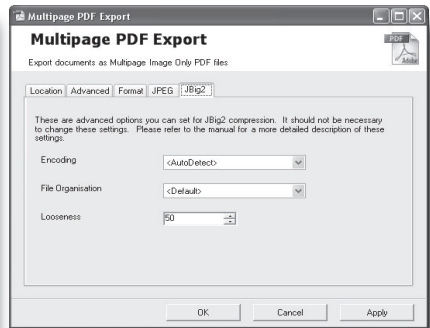 Multipage PDF Export
Multipage PDF Export
PDF
Adobe
Export documents as Multipage Image Only PDF files
Location Advanced Format JPEG JBig2
These are advanced options you can set for JBig2 compression. It should not be necessary
to change these settings. Please refer to the manual for a more detailed description of these
settings.
Encoding <AutoDetect>
File Organisation <Default>
Looseness 50
OK Cancel Apply